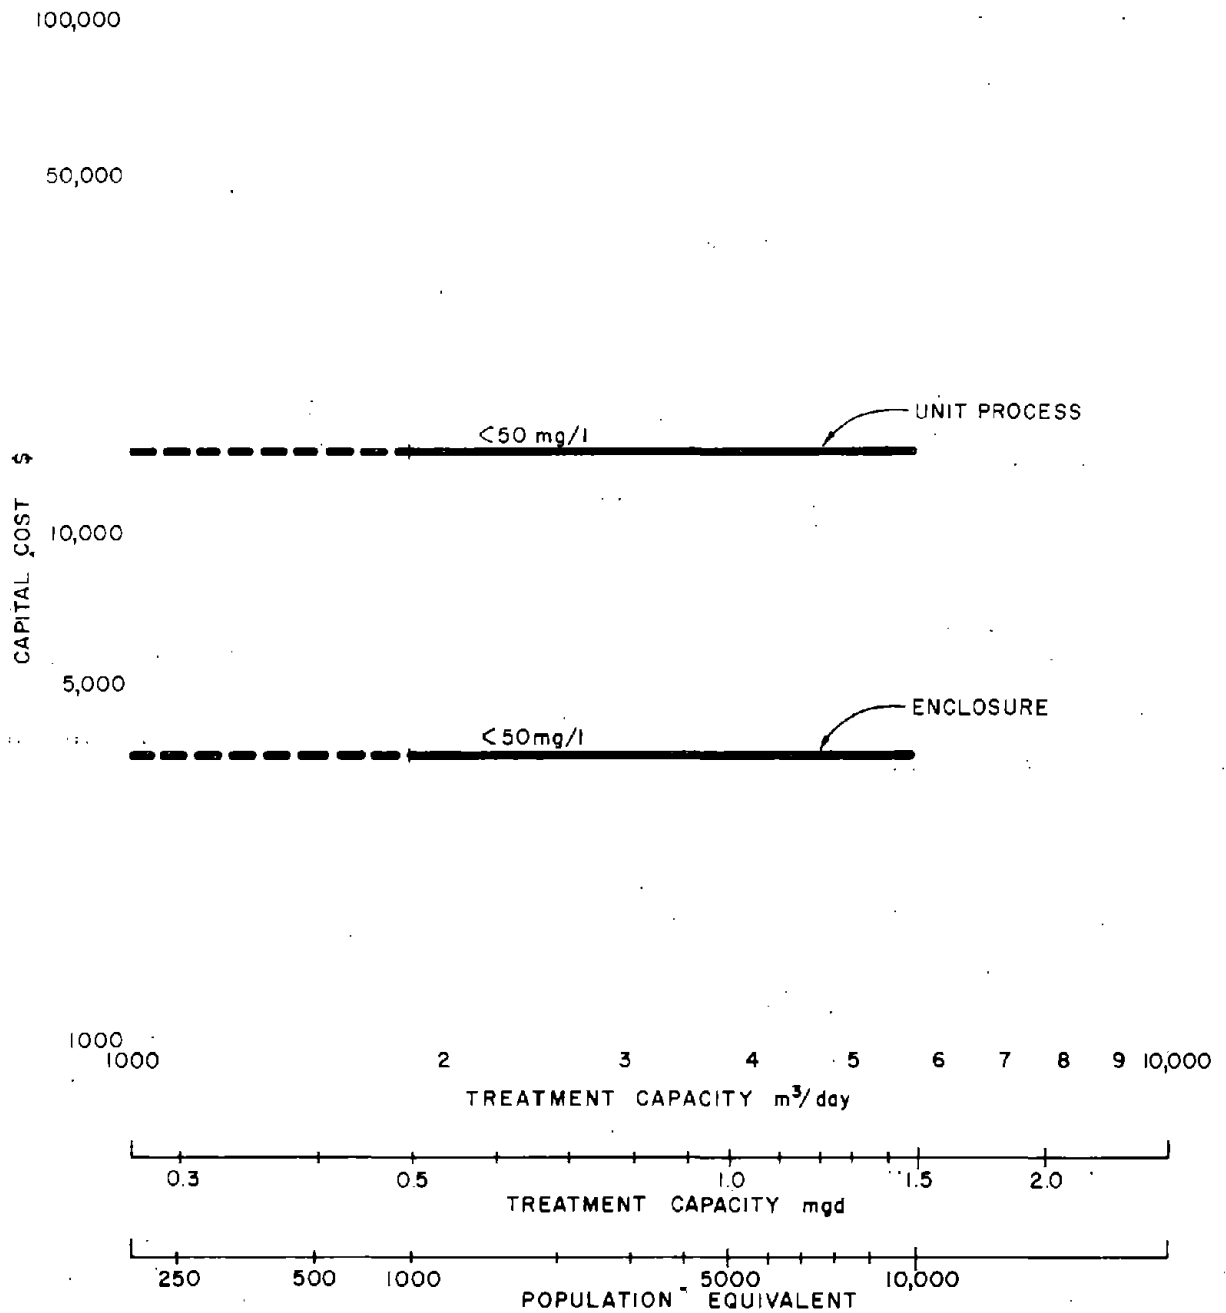 100,000
50,000
UNIT PROCESS
<50 mg/l
CAPITAL COST $
10,000
5,000
ENCLOSURE
<50mg/l
1000
1000 2 3 4 5 6 7 8 9 10,000
TREATMENT CAPACITY m³/day
0.3 0.5 1.0 1.5 2.0
TREATMENT CAPACITY mgd
250 500 1000 5000 10,000
POPULATION EQUIVALENT